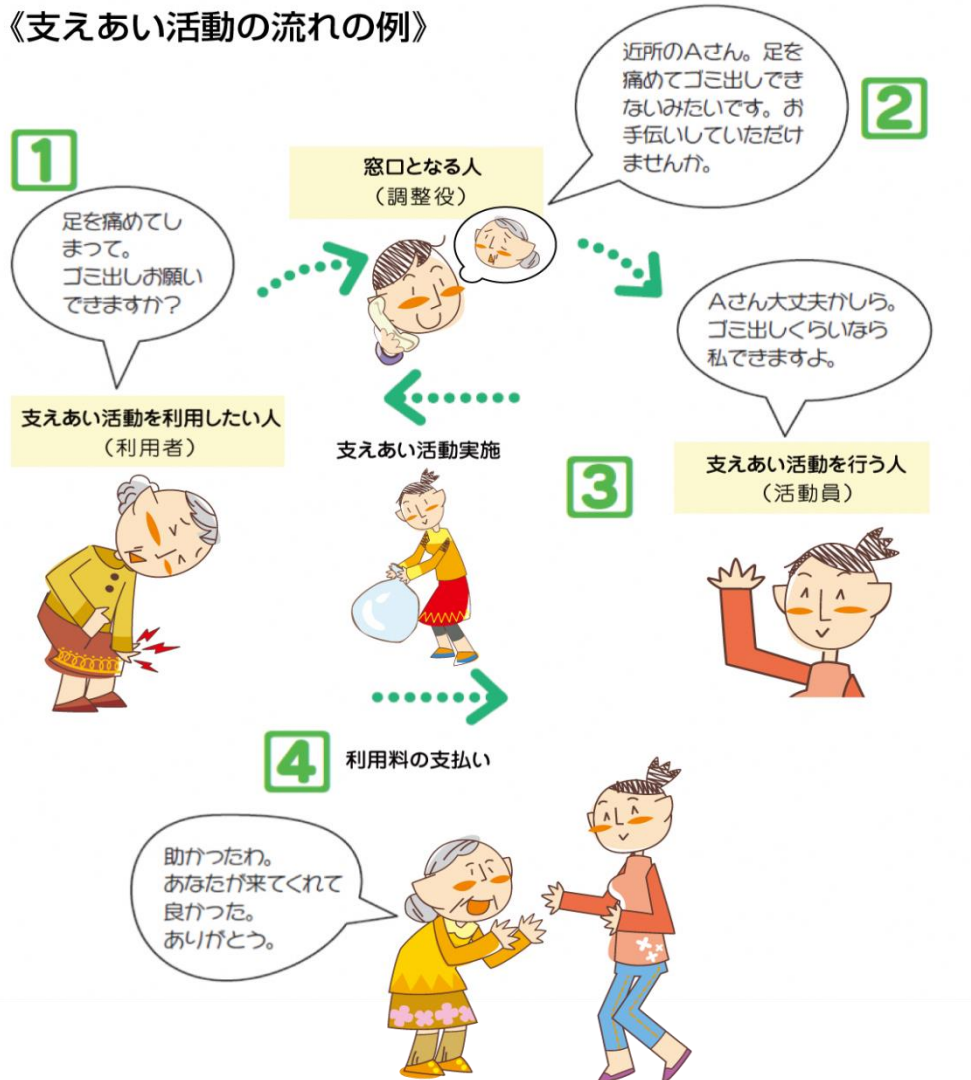 《支えあい活動の流れの例》
1
足を痛めてし
まって。
ゴミ出しお願い
できますか？
支えあい活動を利用したい人
（利用者）
窓口となる人
（調整役）
2
近所のＡさん。足を
痛めてゴミ出しでき
ないみたいです。お
手伝いしていただけ
ませんか。
Ａさん大丈夫かしら。
ゴミ出しくらいなら
私できますよ。
3
支えあい活動を行う人
（活動員）
支えあい活動実施
4
利用料の支払い
助かったわ。
あなたが来てくれて
良かった。
ありがとう。